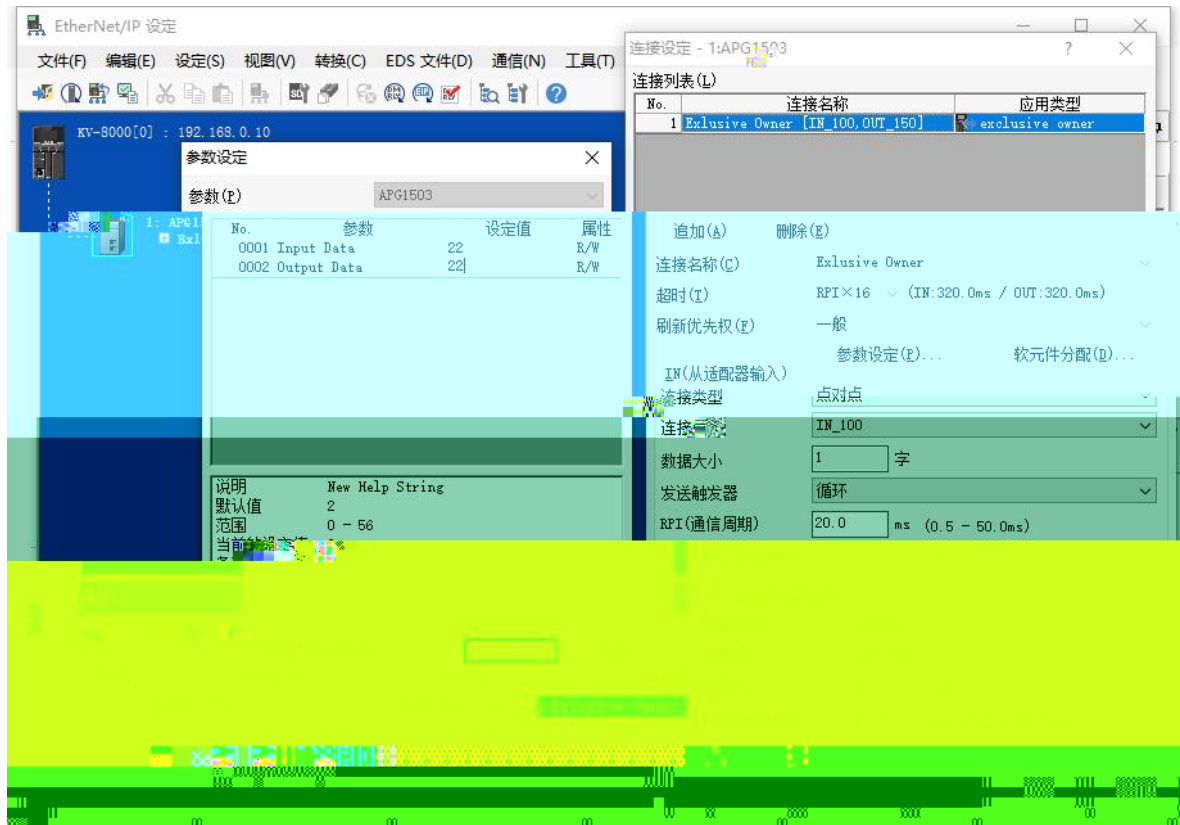 EtherNet/IP 设定
文件(F) 编辑(E) 设定(S) 视图(V) 转换(C) EDS 文件(D) 通信(N) 工具(T)
KV-8000[0] : 192.168.0.10
参数设定
参数(P) APG1503
No. 参数 设定值 属性
0001 Input Data 22 R/W
0002 Output Data 22 R/W
说明 New Help String
默认值 2
范围 0 - 56
连接设定 - 1:APG1503
连接列表(L)
No. 连接名称 应用类型
1 Exlusive Owner [IN_100,OUT_150] exclusive owner
追加(A) 删除(E)
连接名称(C) Exlusive Owner
超时(T) RPI×16 (IN:320.0ms / OUT:320.0ms)
刷新优先权(F) 一般
参数设定(P)... 软元件分配(D)...
IN(从适配器输入)
连接类型 点对点
IN_100
数据大小 1 字
发送触发器 循环
RPI(通信周期) 20.0 ms (0.5 - 50.0ms)